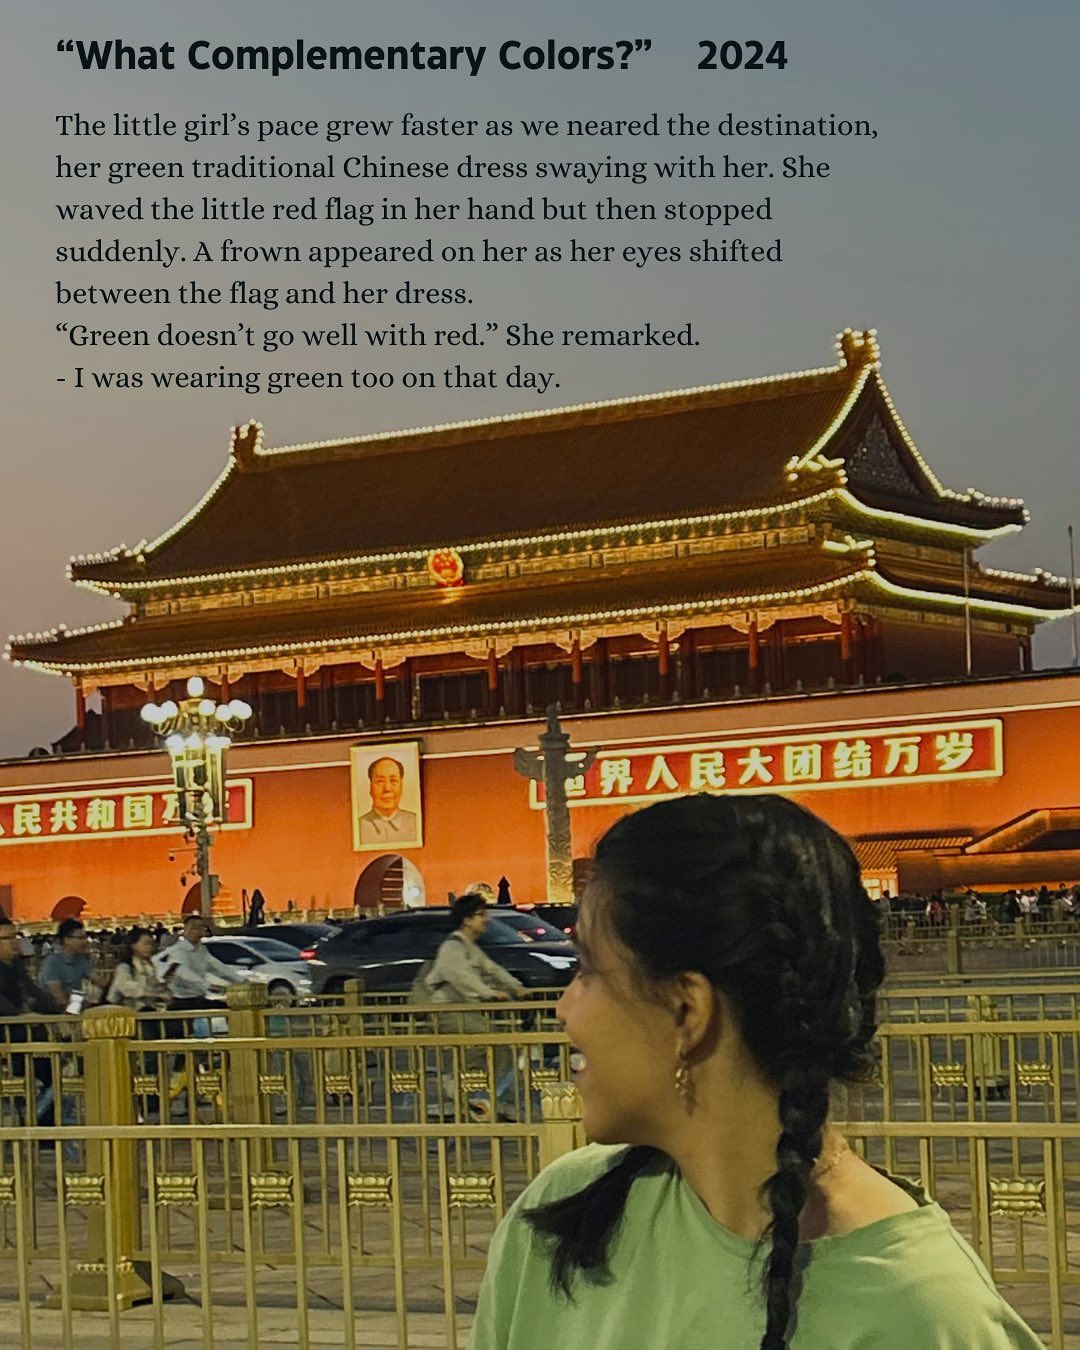 “What Complementary Colors?” 2024
The little girl’s pace grew faster as we neared the destination,
her green traditional Chinese dress swaying with her. She
waved the little red flag in her hand but then stopped
suddenly. A frown appeared on her as her eyes shifted
between the flag and her dress.
“Green doesn’t go well with red.” She remarked.
- I was wearing green too on that day.
人民共和国万
世界人民大团结万岁